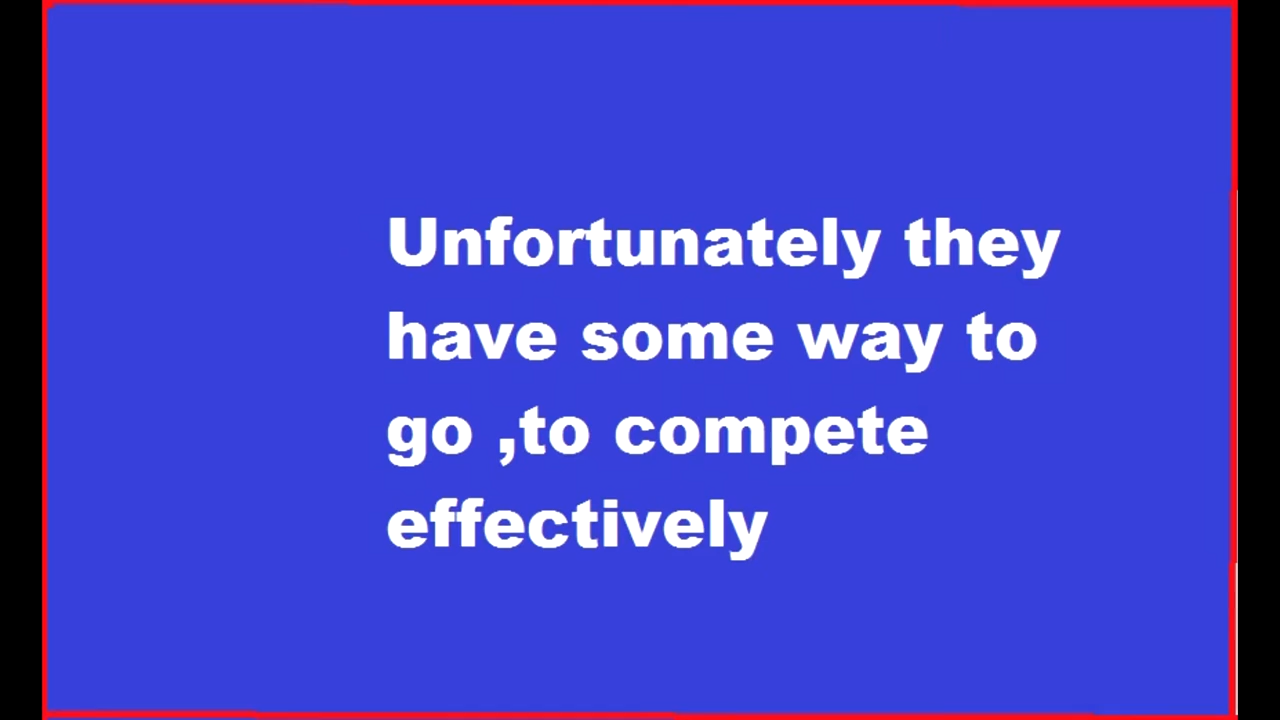 Unfortunately they
have some way to
go ,to compete
effectively